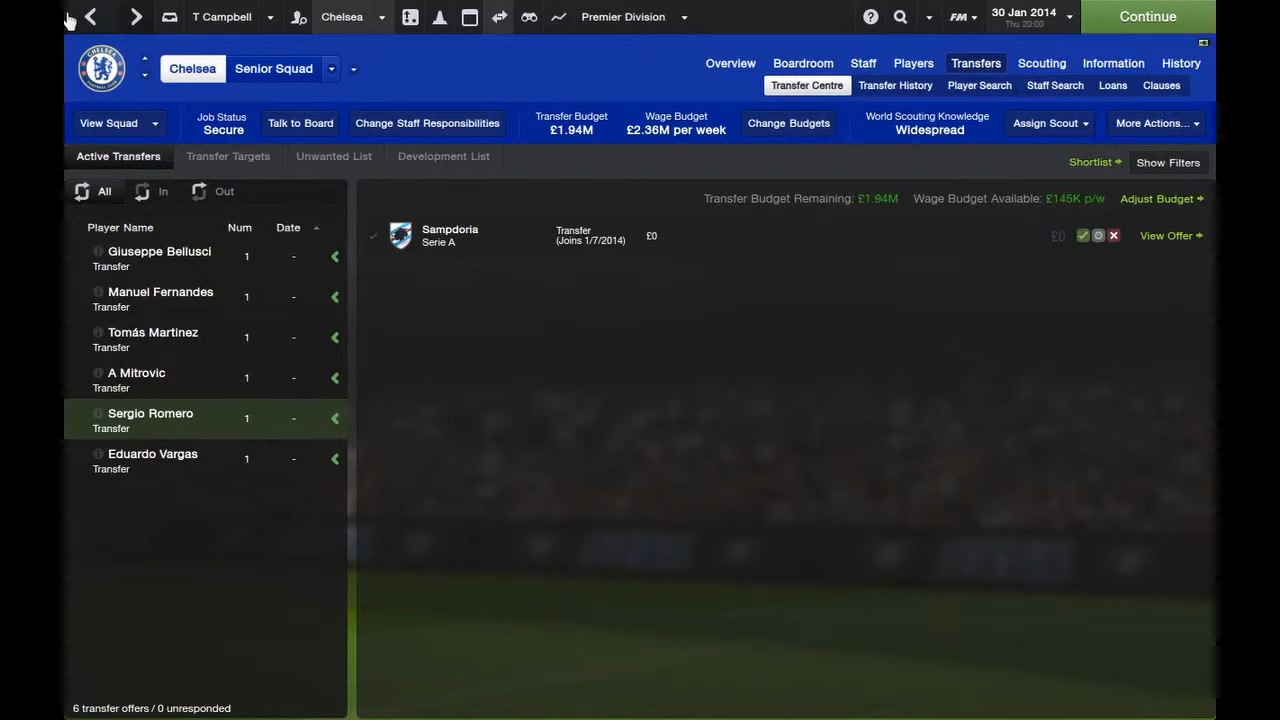 T Campbell Chelsea Premier Division FM 30 Jan 2014 Continue
Thu 20:00
Chelsea Senior Squad
Overview Boardroom Staff Players Transfers Scouting Information History
Transfer Centre Transfer History Player Search Staff Search Loans Clauses
View Squad
Job Status
Secure
Talk to Board
Change Staff Responsibilities
Transfer Budget
£1.94M
Wage Budget
£2.36M per week
Change Budgets
World Scouting Knowledge
Widespread
Assign Scout
More Actions...
Active Transfers Transfer Targets Unwanted List Development List
Shortlist Show Filters
All In Out
Transfer Budget Remaining: £1.94M Wage Budget Available: £145K p/w Adjust Budget
Player Name Num Date
Giuseppe Bellusci 1 -
Transfer
Manuel Fernandes 1 -
Transfer
Tomás Martinez 1 -
Transfer
A Mitrovic 1 -
Transfer
Sergio Romero 1 -
Transfer
Eduardo Vargas 1 -
Transfer
Sampdoria
Serie A
Transfer
(Joins 1/7/2014)
£0
£0
View Offer
6 transfer offers / 0 unresponded